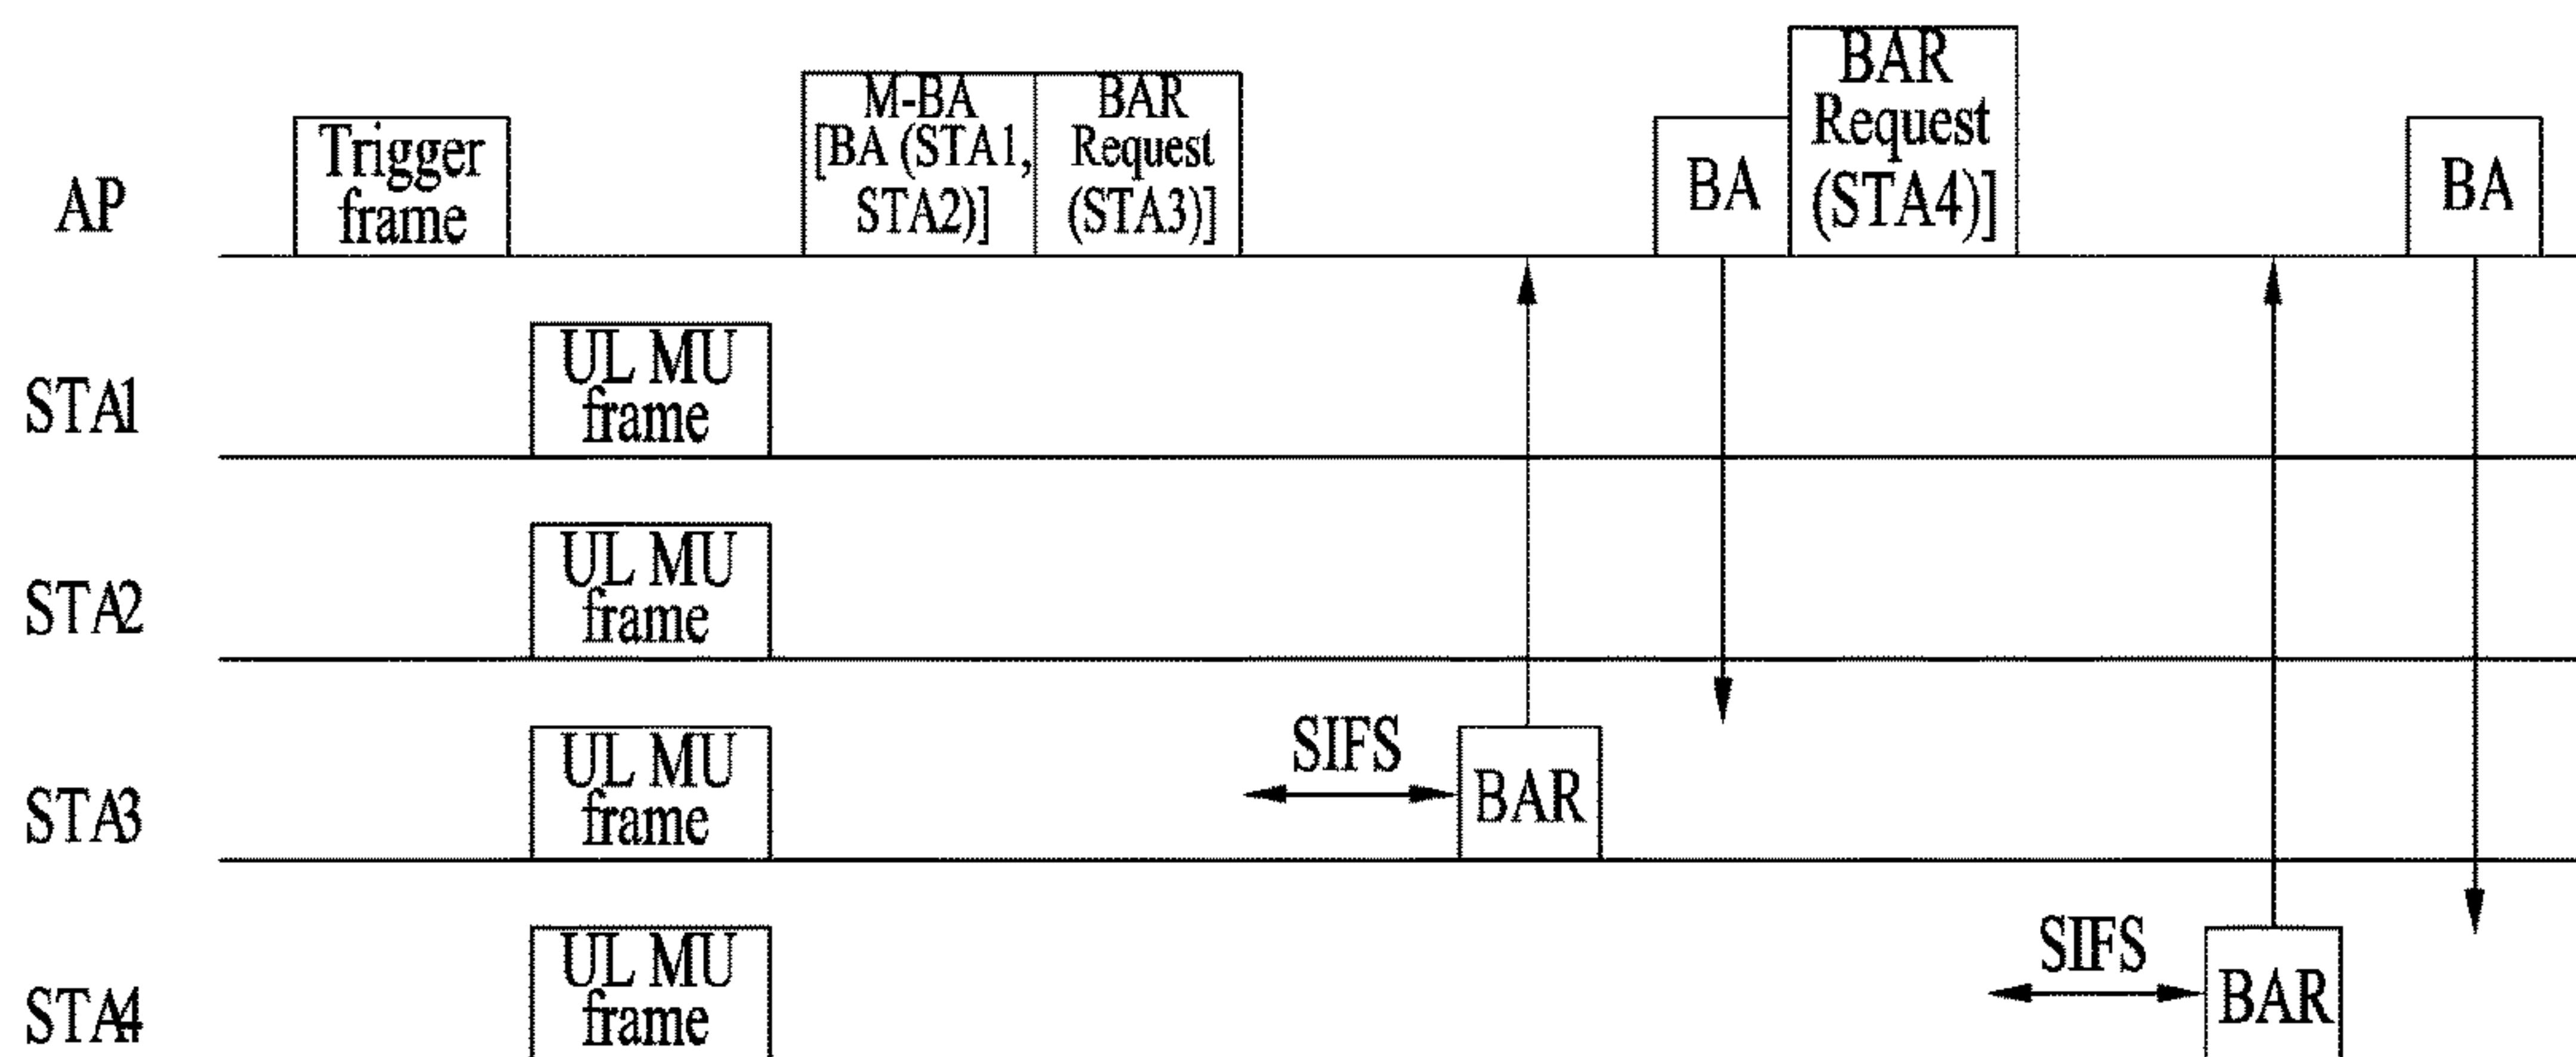 AP
Trigger
frame
M-BA
[BA (STA1,
STA2)]
BAR
Request
(STA3)]
BA
BAR
Request
(STA4)]
BA
STA1
UL MU
frame
STA2
UL MU
frame
STA3
UL MU
frame
SIFS
BAR
STA4
UL MU
frame
SIFS
BAR